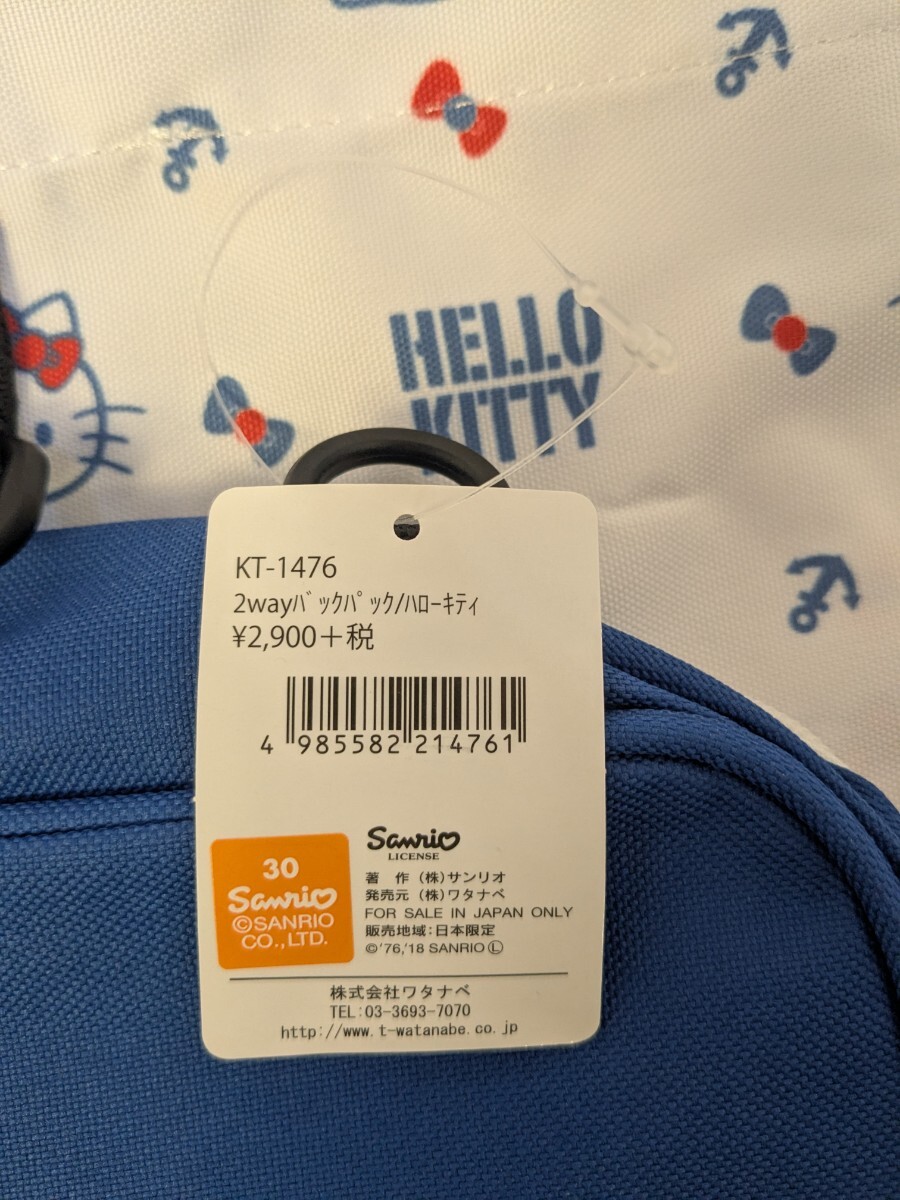 HELLO
KITTY
KT-1476
2wayﾊﾞｯｸﾊﾟｯｸ/ﾊﾛｰｷﾃｨ
¥2,900+税
4 985582 214761
30
Sanrio
©SANRIO
CO.,LTD.
Sanrio
LICENSE
著 作 (株)サンリオ
発売元 (株)ワタナベ
FOR SALE IN JAPAN ONLY
販売地域:日本限定
©'76,'18 SANRIO Ⓛ
株式会社ワタナベ
TEL:03-3693-7070
http://www.t-watanabe.co.jp